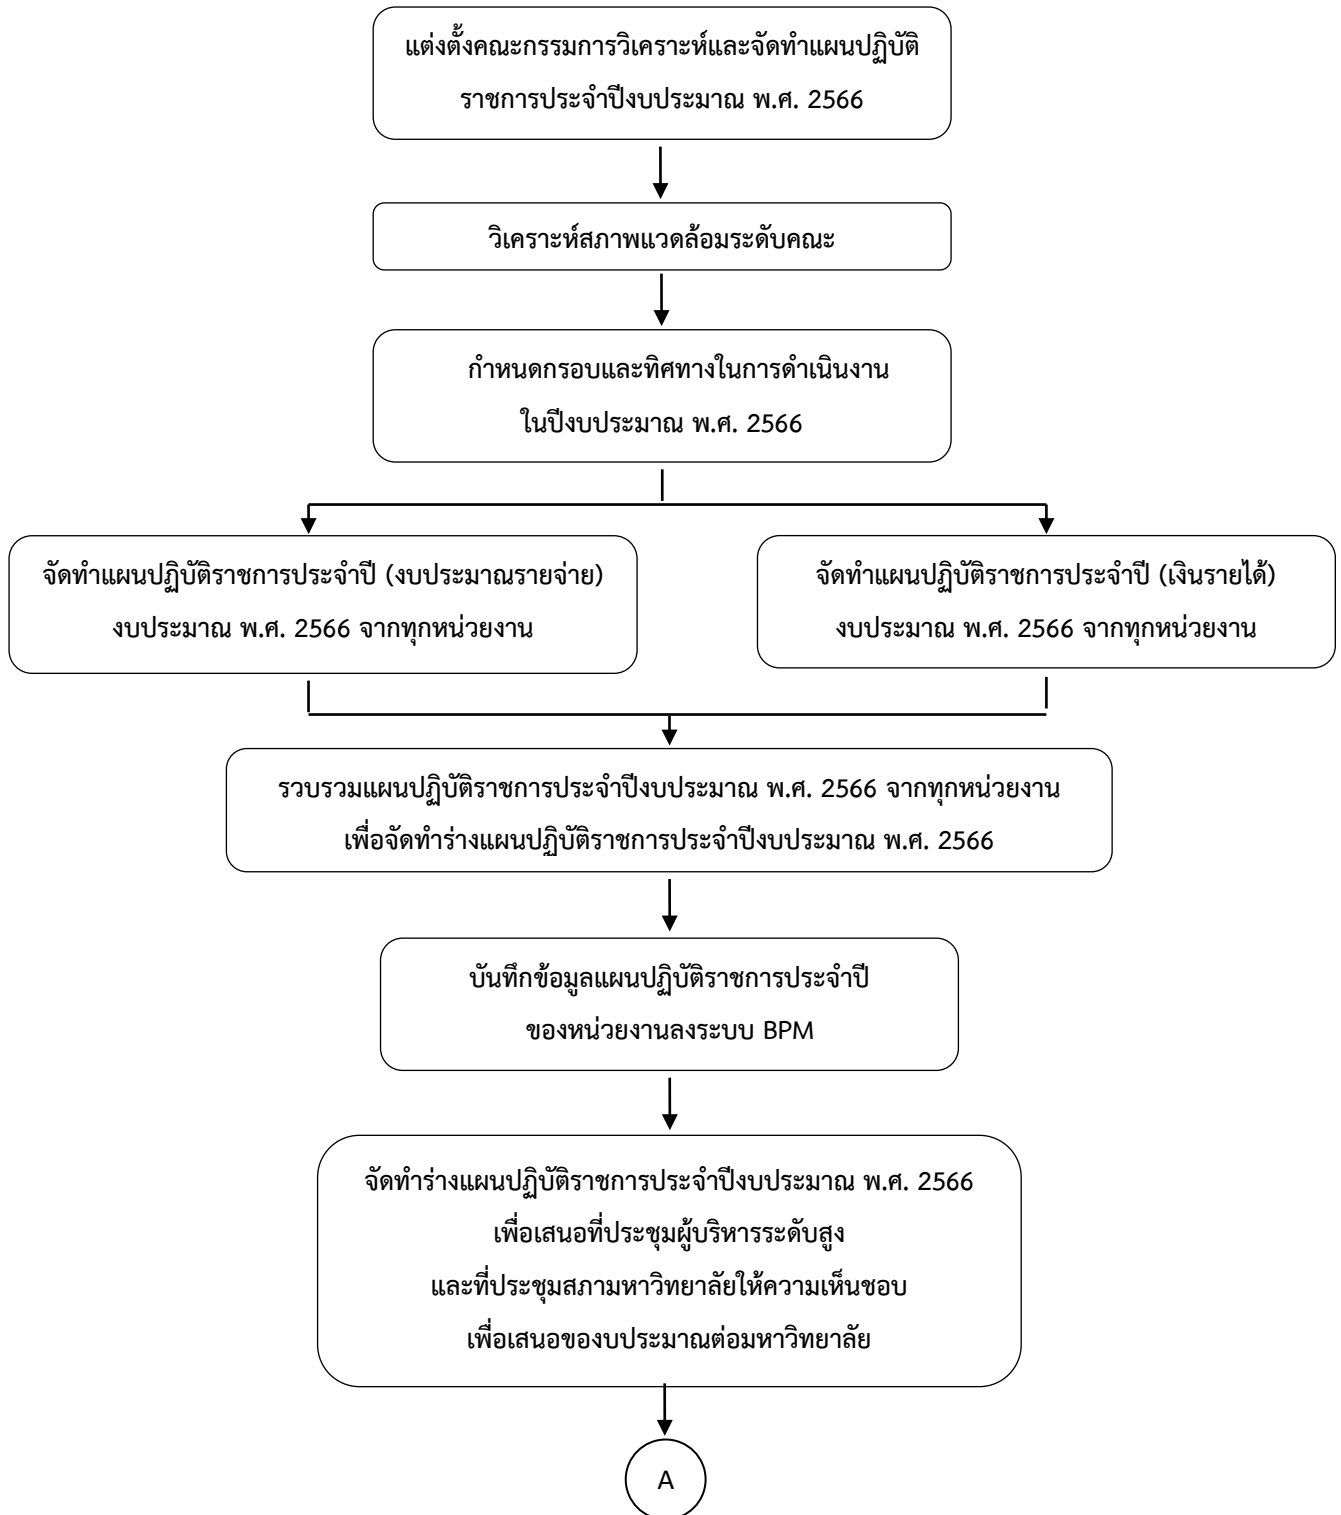 แต่งตั้งคณะกรรมการวิเคราะห์และจัดทำแผนปฏิบัติ
ราชการประจำปีงบประมาณ พ.ศ. 2566
วิเคราะห์สภาพแวดล้อมระดับคณะ
กำหนดกรอบและทิศทางในการดำเนินงาน
ในปีงบประมาณ พ.ศ. 2566
จัดทำแผนปฏิบัติราชการประจำปี (งบประมาณรายจ่าย)
งบประมาณ พ.ศ. 2566 จากทุกหน่วยงาน
จัดทำแผนปฏิบัติราชการประจำปี (เงินรายได้)
งบประมาณ พ.ศ. 2566 จากทุกหน่วยงาน
รวบรวมแผนปฏิบัติราชการประจำปีงบประมาณ พ.ศ. 2566 จากทุกหน่วยงาน
เพื่อจัดทำร่างแผนปฏิบัติราชการประจำปีงบประมาณ พ.ศ. 2566
บันทึกข้อมูลแผนปฏิบัติราชการประจำปี
ของหน่วยงานลงระบบ BPM
จัดทำร่างแผนปฏิบัติราชการประจำปีงบประมาณ พ.ศ. 2566
เพื่อเสนอที่ประชุมผู้บริหารระดับสูง
และที่ประชุมสภามหาวิทยาลัยให้ความเห็นชอบ
เพื่อเสนอของบประมาณต่อมหาวิทยาลัย
A